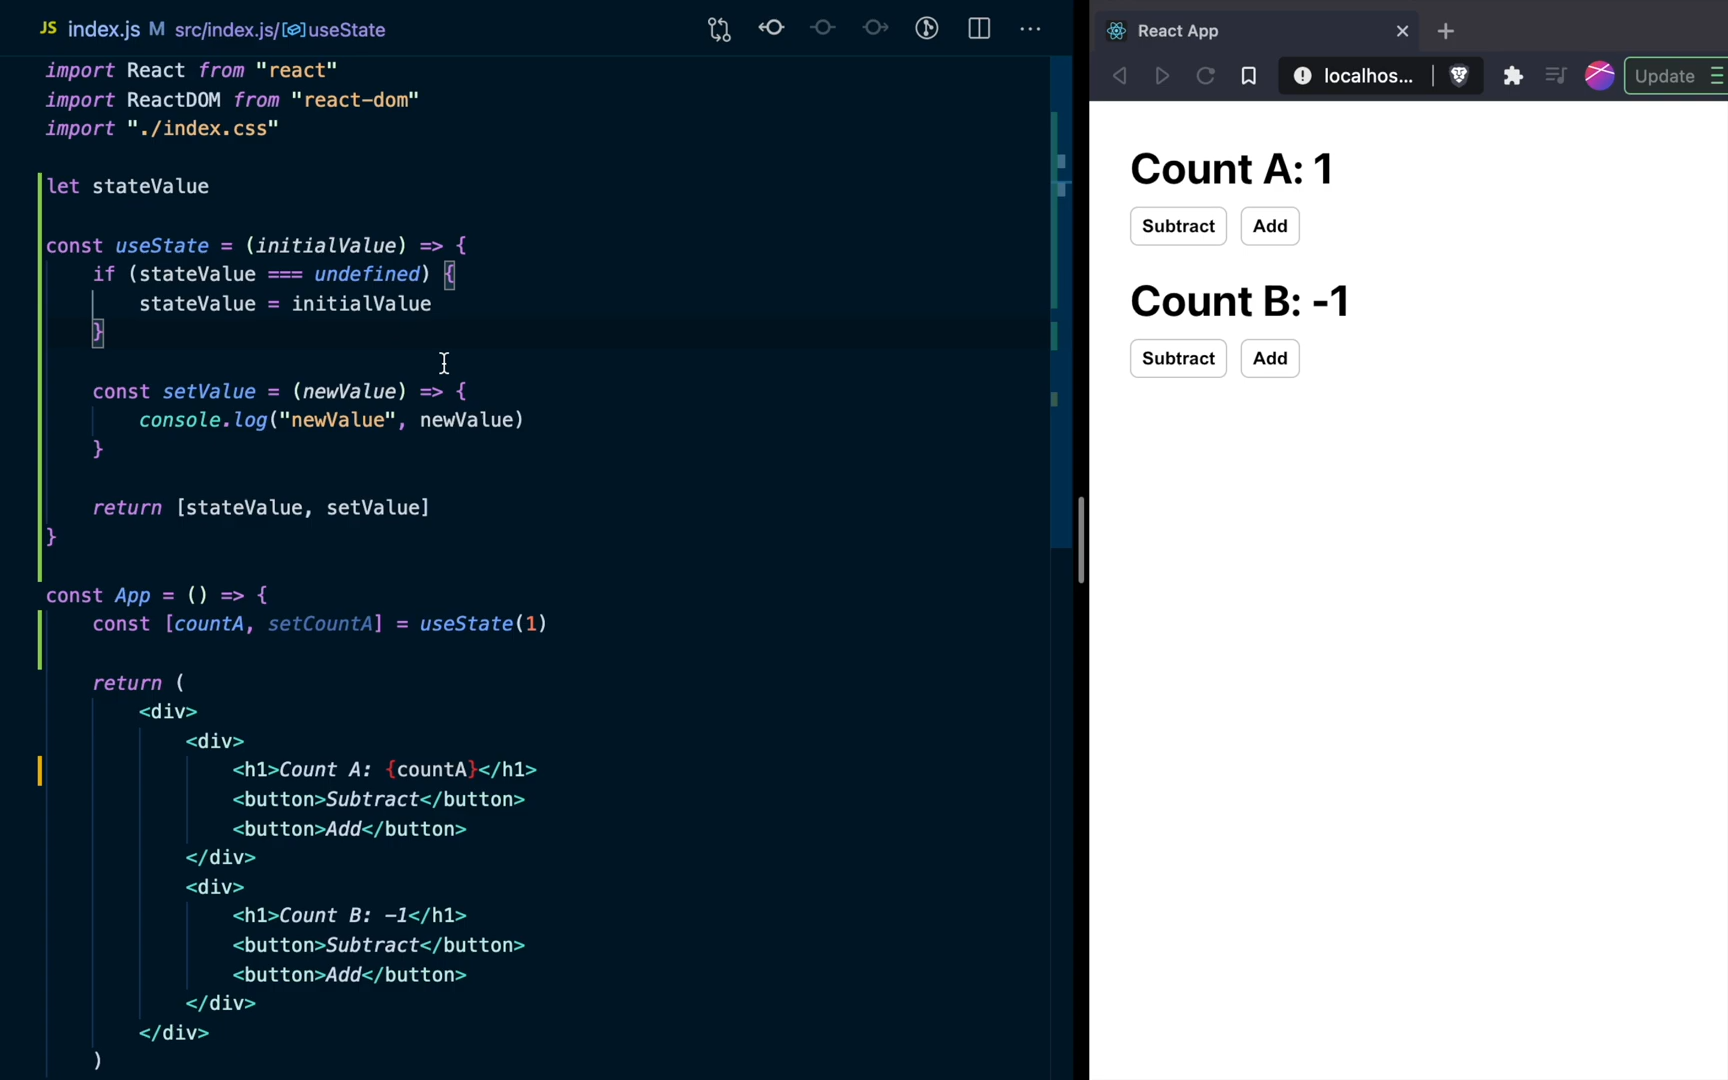 JS index.js M src/index.js/useState
import React from "react"
import ReactDOM from "react-dom"
import "./index.css"
let stateValue
const useState = (initialValue) => {
if (stateValue === undefined) {
stateValue = initialValue
}
const setValue = (newValue) => {
console.log("newValue", newValue)
}
return [stateValue, setValue]
}
const App = () => {
const [countA, setCountA] = useState(1)
return (
<div>
<div>
<h1>Count A: {countA}</h1>
<button>Subtract</button>
<button>Add</button>
</div>
<div>
<h1>Count B: -1</h1>
<button>Subtract</button>
<button>Add</button>
</div>
</div>
)
React App
localhos...
Update
Count A: 1
Subtract Add
Count B: -1
Subtract Add